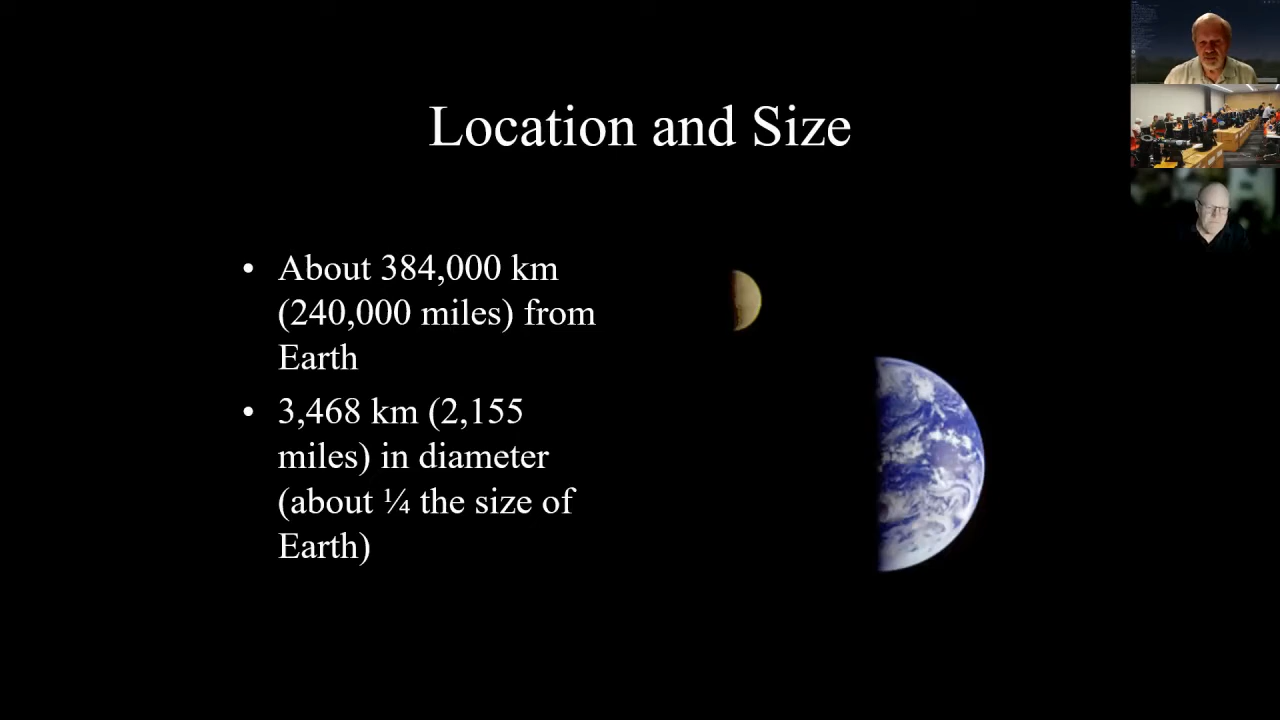 Location and Size
• About 384,000 km
(240,000 miles) from
Earth
• 3,468 km (2,155
miles) in diameter
(about ¼ the size of
Earth)